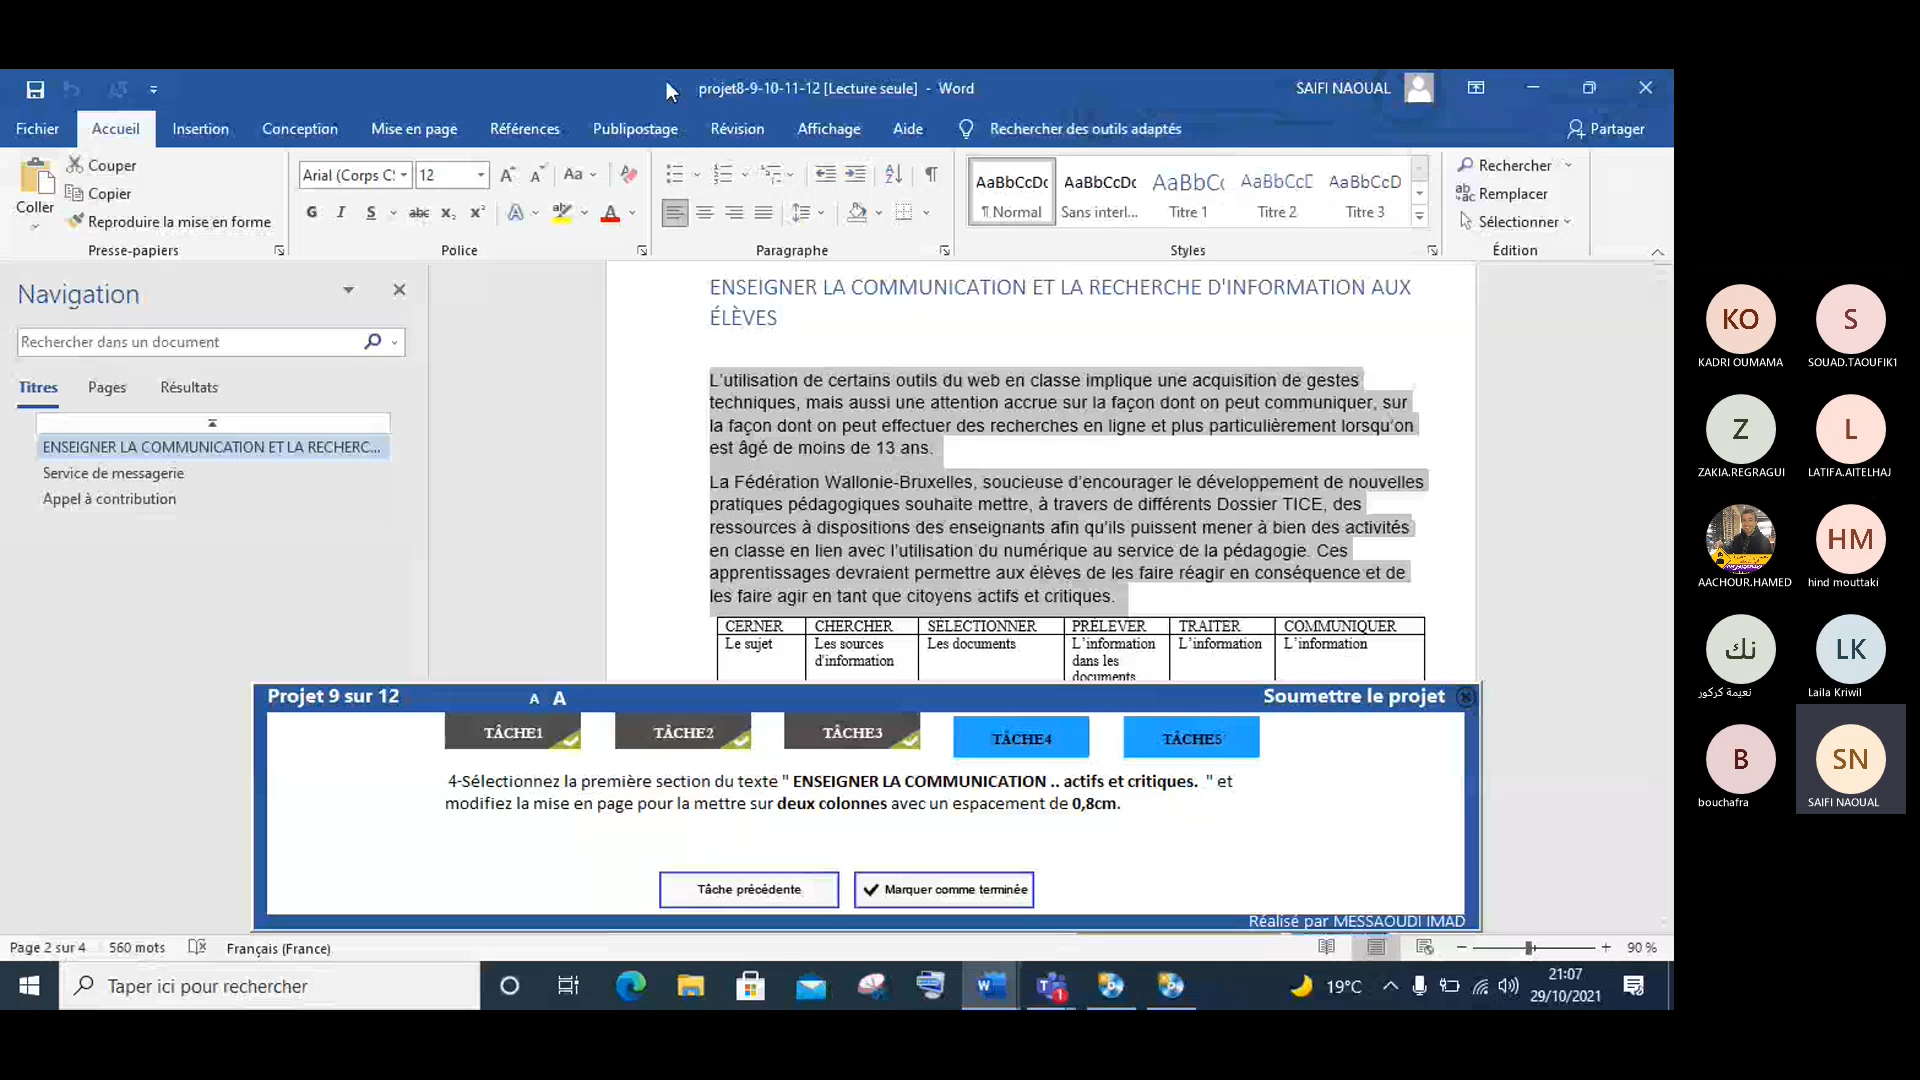 projet8-9-10-11-12 [Lecture seule] - Word
SAIFI NAOUAL
Fichier
Accueil
Insertion
Conception
Mise en page
Références
Publipostage
Révision
Affichage
Aide
Rechercher des outils adaptés
Partager
Coller
Couper
Copier
Reproduire la mise en forme
Presse-papiers
Arial (Corps C
12
Aa
G I S abc x₂ x² A A
Police
Paragraphe
AaBbCcDc
¶ Normal
AaBbCcDc
Sans interl...
AaBbCc
Titre 1
AaBbCcC
Titre 2
AaBbCcD
Titre 3
Styles
Rechercher
Remplacer
Sélectionner
Édition
Navigation
Rechercher dans un document
Titres
Pages
Résultats
ENSEIGNER LA COMMUNICATION ET LA RECHERC...
Service de messagerie
Appel à contribution
ENSEIGNER LA COMMUNICATION ET LA RECHERCHE D'INFORMATION AUX
ÉLÈVES
L'utilisation de certains outils du web en classe implique une acquisition de gestes
techniques, mais aussi une attention accrue sur la façon dont on peut communiquer, sur
la façon dont on peut effectuer des recherches en ligne et plus particulièrement lorsqu'on
est âgé de moins de 13 ans.
La Fédération Wallonie-Bruxelles, soucieuse d'encourager le développement de nouvelles
pratiques pédagogiques souhaite mettre, à travers de différents Dossier TICE, des
ressources à dispositions des enseignants afin qu'ils puissent mener à bien des activités
en classe en lien avec l'utilisation du numérique au service de la pédagogie. Ces
apprentissages devraient permettre aux élèves de les faire réagir en conséquence et de
les faire agir en tant que citoyens actifs et critiques.
CERNER CHERCHER SÉLECTIONNER PRÉLEVER TRAITER COMMUNIQUER
Le sujet Les sources Les documents L'information L'information L'information
d'information dans les
documents
Projet 9 sur 12
A A
Soumettre le projet
TÂCHE1
TÂCHE2
TÂCHE3
TÂCHE4
TÂCHE5
4-Sélectionnez la première section du texte " ENSEIGNER LA COMMUNICATION .. actifs et critiques. " et
modifiez la mise en page pour la mettre sur deux colonnes avec un espacement de 0,8cm.
Tâche précédente
Marquer comme terminée
Réalisé par MESSAOUDI IMAD
Page 2 sur 4
560 mots
Français (France)
90 %
Taper ici pour rechercher
1
19°C
21:07
29/10/2021
KO
KADRI OUMAMA
S
SOUAD.TAOUFIK1
Z
ZAKIA.REGRAGUI
L
LATIFA.AITELHAJ
AACHOUR.HAMED
HM
hind mouttaki
نك
نعيمة كركور
LK
Laila Kriwil
B
bouchafra
SN
SAIFI NAOUAL